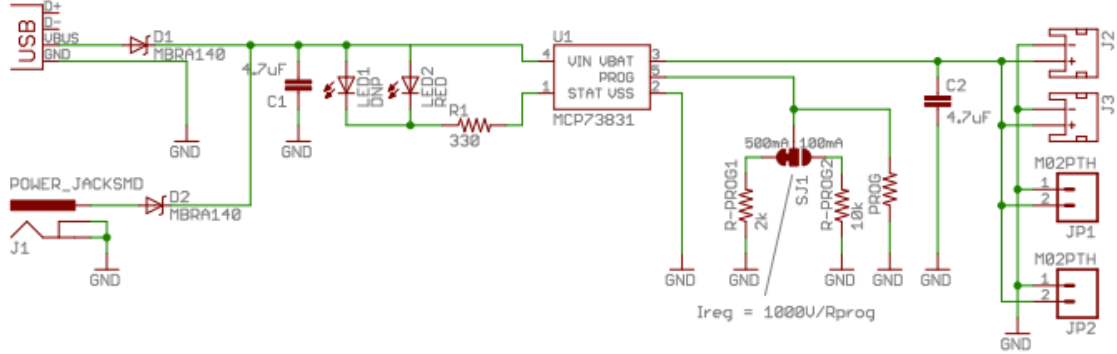 D+
D-
VBUS
GND
USB
D1
MBRA140
GND
4.7uF
C1
GND
LED1
DNP
LED2
RED
R1
330
U1
4
VIN VBAT
3
PROG
5
1
STAT VSS
2
MCP73831
GND
500mA 100mA
SJ1
R-PROG1
2k
GND
R-PROG2
10k
GND
PROG
GND
Ireg = 1000V/Rprog
C2
4.7uF
GND
J2
-
+
J3
-
+
M02PTH
1
2
JP1
M02PTH
1
2
JP2
GND
POWER_JACKSMD
D2
MBRA140
J1
GND